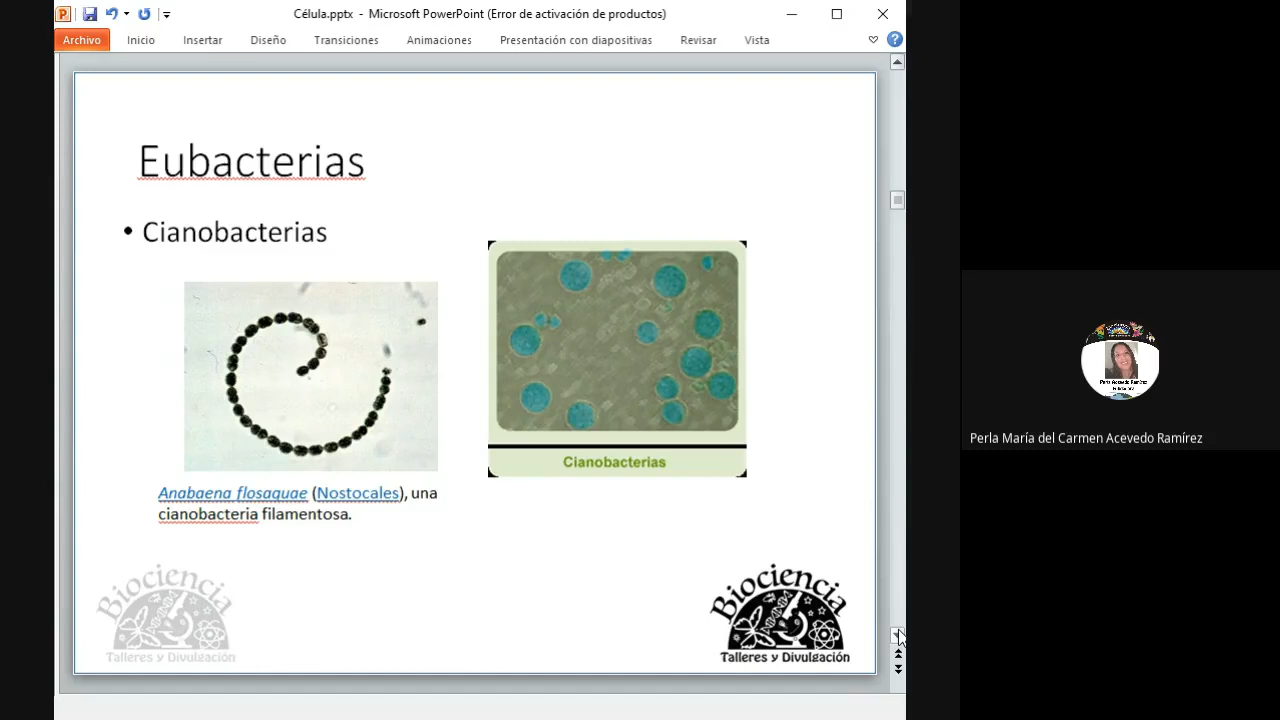 Célula.pptx - Microsoft PowerPoint (Error de activación de productos)
Archivo Inicio Insertar Diseño Transiciones Animaciones Presentación con diapositivas Revisar Vista
Eubacterias
• Cianobacterias
Cianobacterias
Anabaena flosaquae (Nostocales), una
cianobacteria filamentosa.
Biociencia
Talleres y Divulgación
Biociencia
Talleres y Divulgación
Perla María del Carmen Acevedo Ramírez